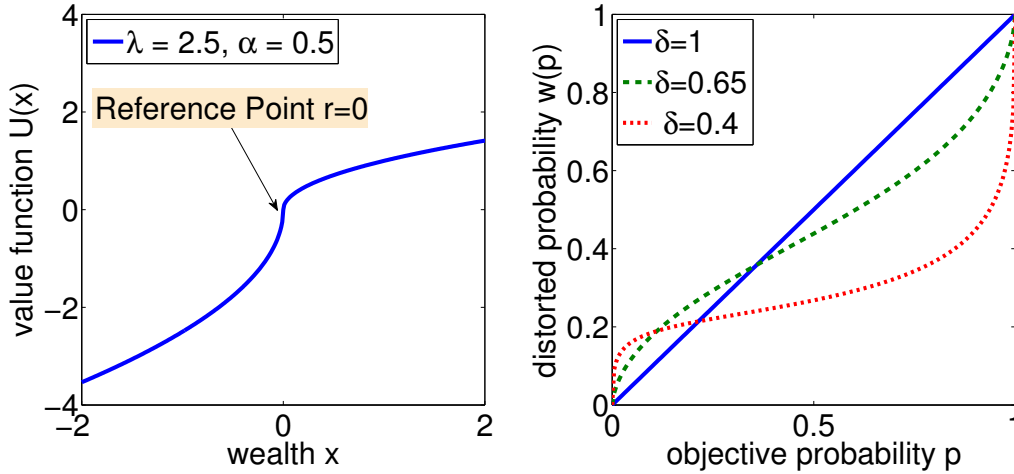 4
2
0
−2
−4
−2
0
2
value function U(x)
wealth x
λ = 2.5, α = 0.5
Reference Point r=0
1
0.8
0.6
0.4
0.2
0
0
0.5
1
distorted probability w(p)
objective probability p
δ=1
δ=0.65
δ=0.4